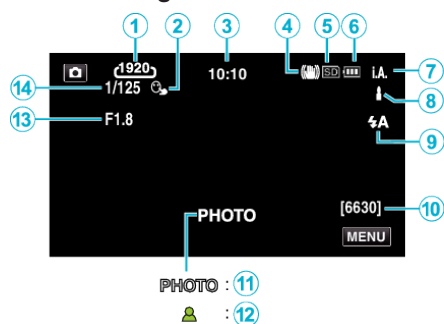 1 2 3 4 5 6
1920 10:10 SD i.A. 7
14 1/125 8
13 F1.8 A 9
PHOTO [6630] 10
MENU
PHOTO : 11
: 12